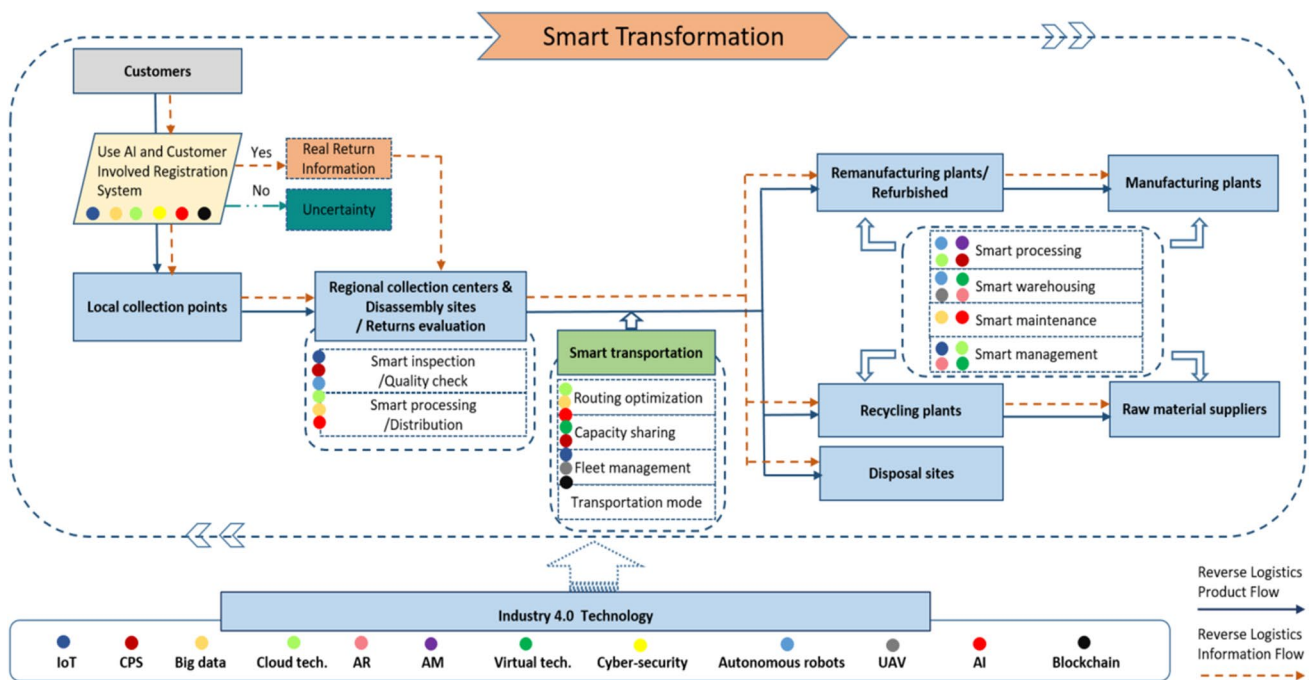 Smart Transformation
Customers
Use AI and Customer
Involved Registration
System
Yes
No
Real Return
Information
Uncertainty
Local collection points
Regional collection centers &
Disassembly sites
/ Returns evaluation
Smart inspection
/Quality check
Smart processing
/Distribution
Smart transportation
Routing optimization
Capacity sharing
Fleet management
Transportation mode
Remanufacturing plants/
Refurbished
Manufacturing plants
Smart processing
Smart warehousing
Smart maintenance
Smart management
Recycling plants
Raw material suppliers
Disposal sites
Industry 4.0 Technology
IoT
CPS
Big data
Cloud tech.
AR
AM
Virtual tech.
Cyber-security
Autonomous robots
UAV
AI
Blockchain
Reverse Logistics
Product Flow
Reverse Logistics
Information Flow